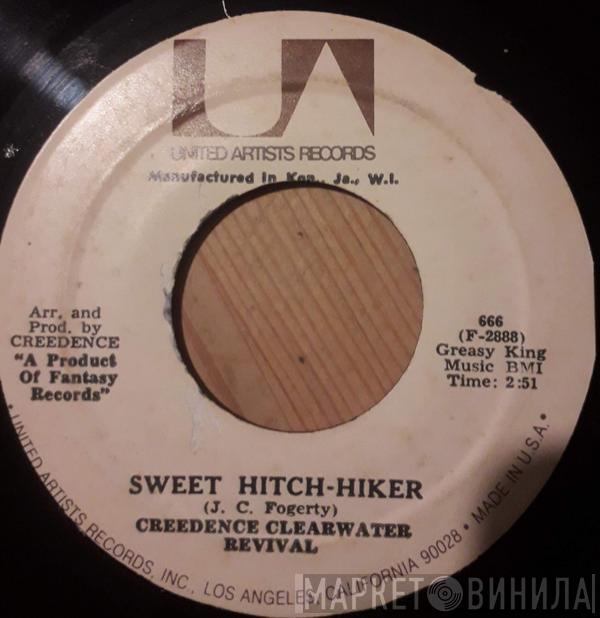 UA
UNITED ARTISTS RECORDS
Manufactured in Kgn., Ja., W.I.
Arr. and
Prod. by
CREEDENCE
"A Product
Of Fantasy
Records"
666
(F-2888)
Greasy King
Music BMI
Time: 2:51
SWEET HITCH-HIKER
(J. C. Fogerty)
CREEDENCE CLEARWATER
REVIVAL
• UNITED ARTISTS RECORDS, INC., LOS ANGELES, CALIFORNIA 90028 • MADE IN U.S.A. •
МАРКЕТ ВИНИЛА